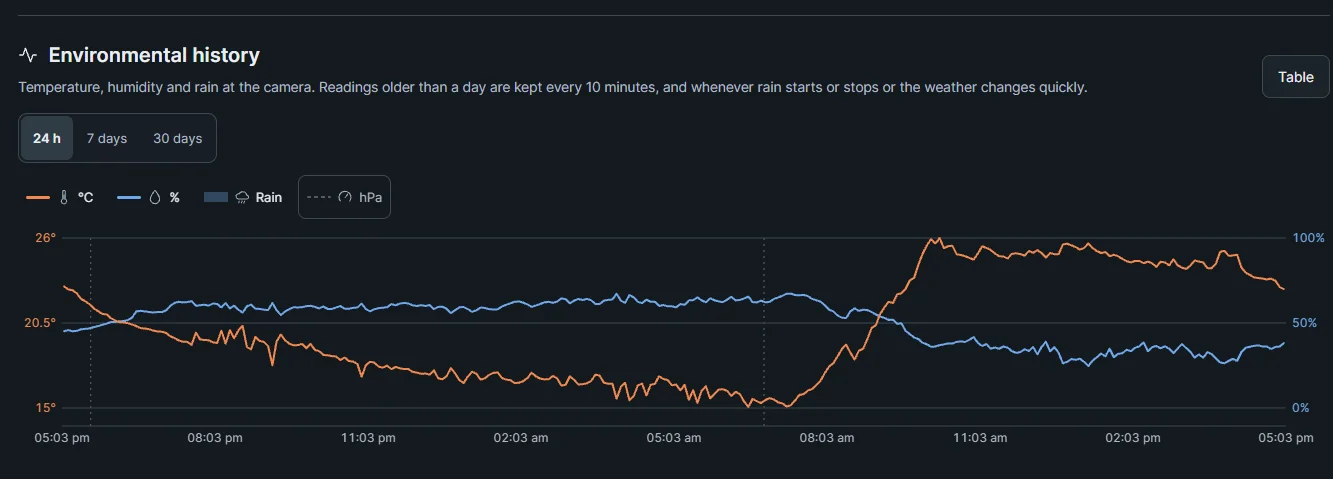 Environmental history
Temperature, humidity and rain at the camera. Readings older than a day are kept every 10 minutes, and whenever rain starts or stops or the weather changes quickly.
Table
24 h 7 days 30 days
°C % Rain hPa
26° 100%
20.5° 50%
15° 0%
05:03 pm 08:03 pm 11:03 pm 02:03 am 05:03 am 08:03 am 11:03 am 02:03 pm 05:03 pm